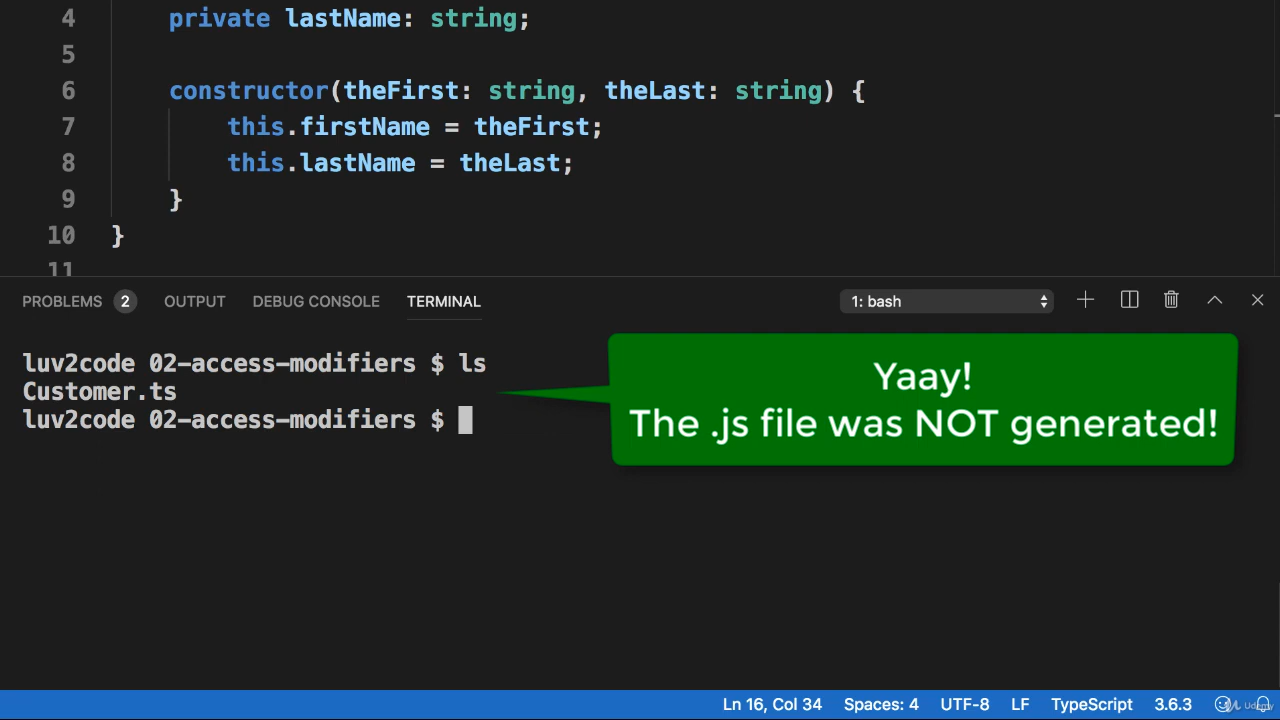 4 private lastName: string;
5
6 constructor(theFirst: string, theLast: string) {
7 this.firstName = theFirst;
8 this.lastName = theLast;
9 }
10 }
11
PROBLEMS 2 OUTPUT DEBUG CONSOLE TERMINAL 1: bash
luv2code 02-access-modifiers $ ls
Customer.ts
luv2code 02-access-modifiers $
Yaay!
The .js file was NOT generated!
Ln 16, Col 34 Spaces: 4 UTF-8 LF TypeScript 3.6.3 Udemy